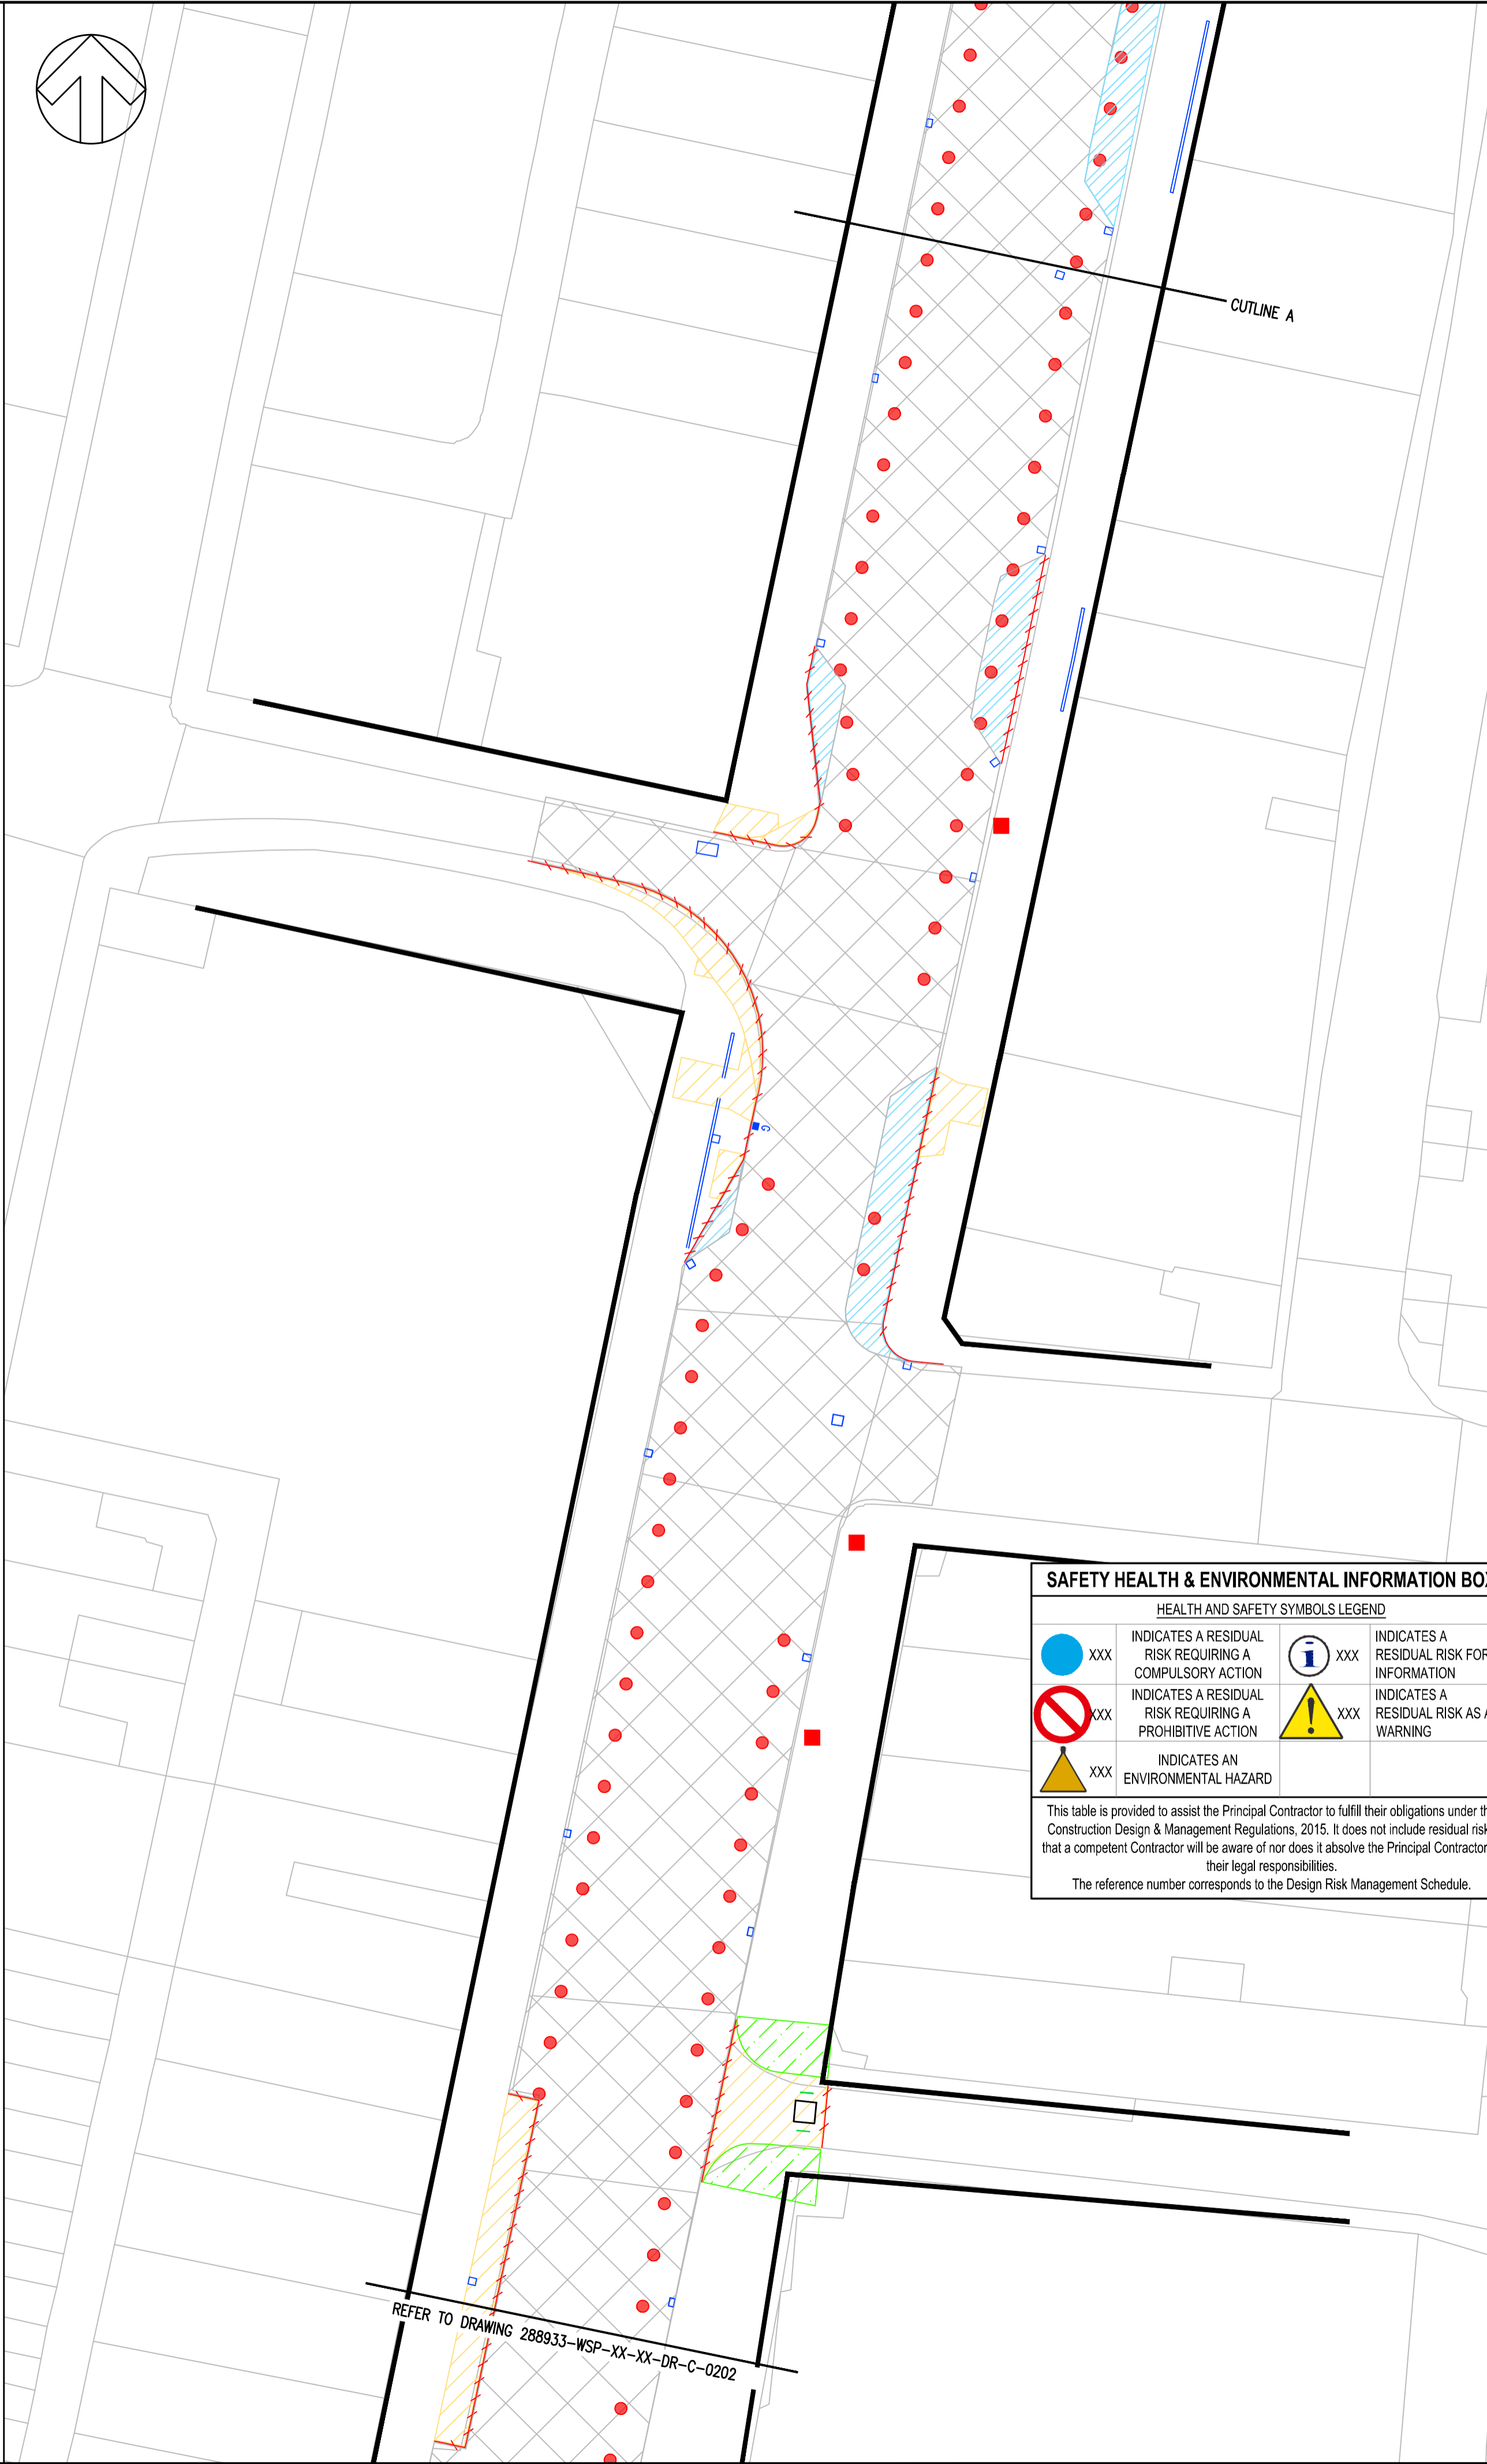 CUTLINE A
G
SAFETY HEALTH & ENVIRONMENTAL INFORMATION BOX
HEALTH AND SAFETY SYMBOLS LEGEND
XXX
INDICATES A RESIDUAL
RISK REQUIRING A
COMPULSORY ACTION
i
XXX
INDICATES A
RESIDUAL RISK FOR
INFORMATION
XXX
INDICATES A RESIDUAL
RISK REQUIRING A
PROHIBITIVE ACTION
!
XXX
INDICATES A
RESIDUAL RISK AS A
WARNING
XXX
INDICATES AN
ENVIRONMENTAL HAZARD
This table is provided to assist the Principal Contractor to fulfill their obligations under th
Construction Design & Management Regulations, 2015. It does not include residual risk
that a competent Contractor will be aware of nor does it absolve the Principal Contractor
their legal responsibilities.
The reference number corresponds to the Design Risk Management Schedule.
REFER TO DRAWING 288933-WSP-XX-XX-DR-C-0202